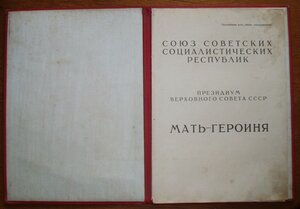 СОЮЗ СОВЕТСКИХ
СОЦИАЛИСТИЧЕСКИХ
РЕСПУБЛИК
ПРЕЗИДИУМ
ВЕРХОВНОГО СОВЕТА СССР
МАТЬ-ГЕРОИНЯ